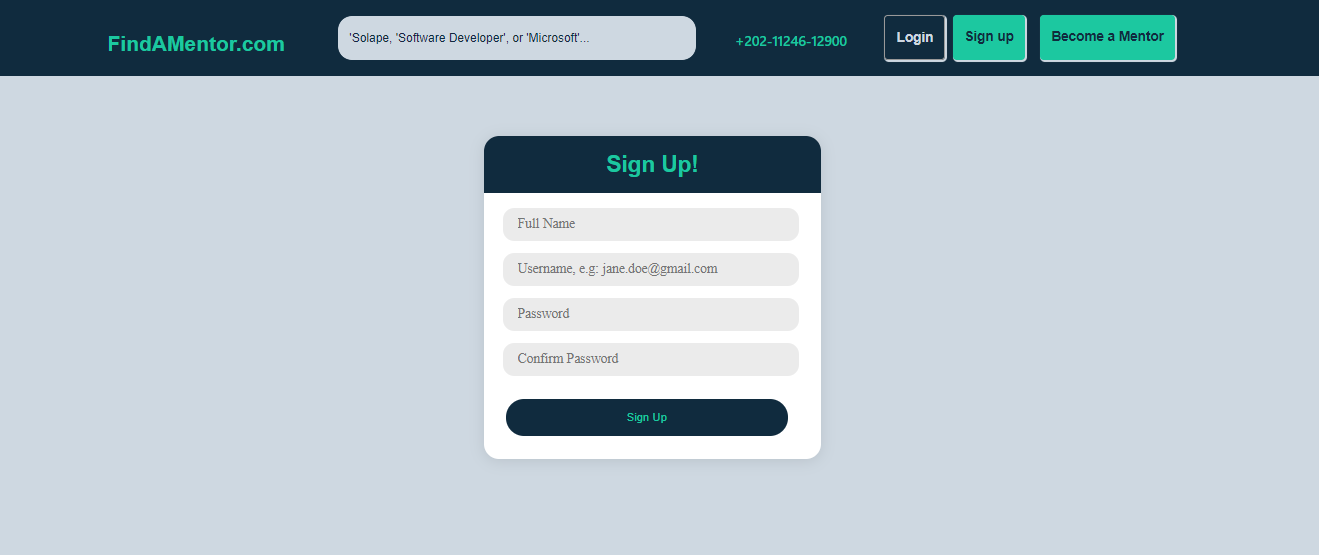 FindAMentor.com
'Solape, 'Software Developer', or 'Microsoft'...
+202-11246-12900
Login
Sign up
Become a Mentor
Sign Up!
Full Name
Username, e.g: jane.doe@gmail.com
Password
Confirm Password
Sign Up